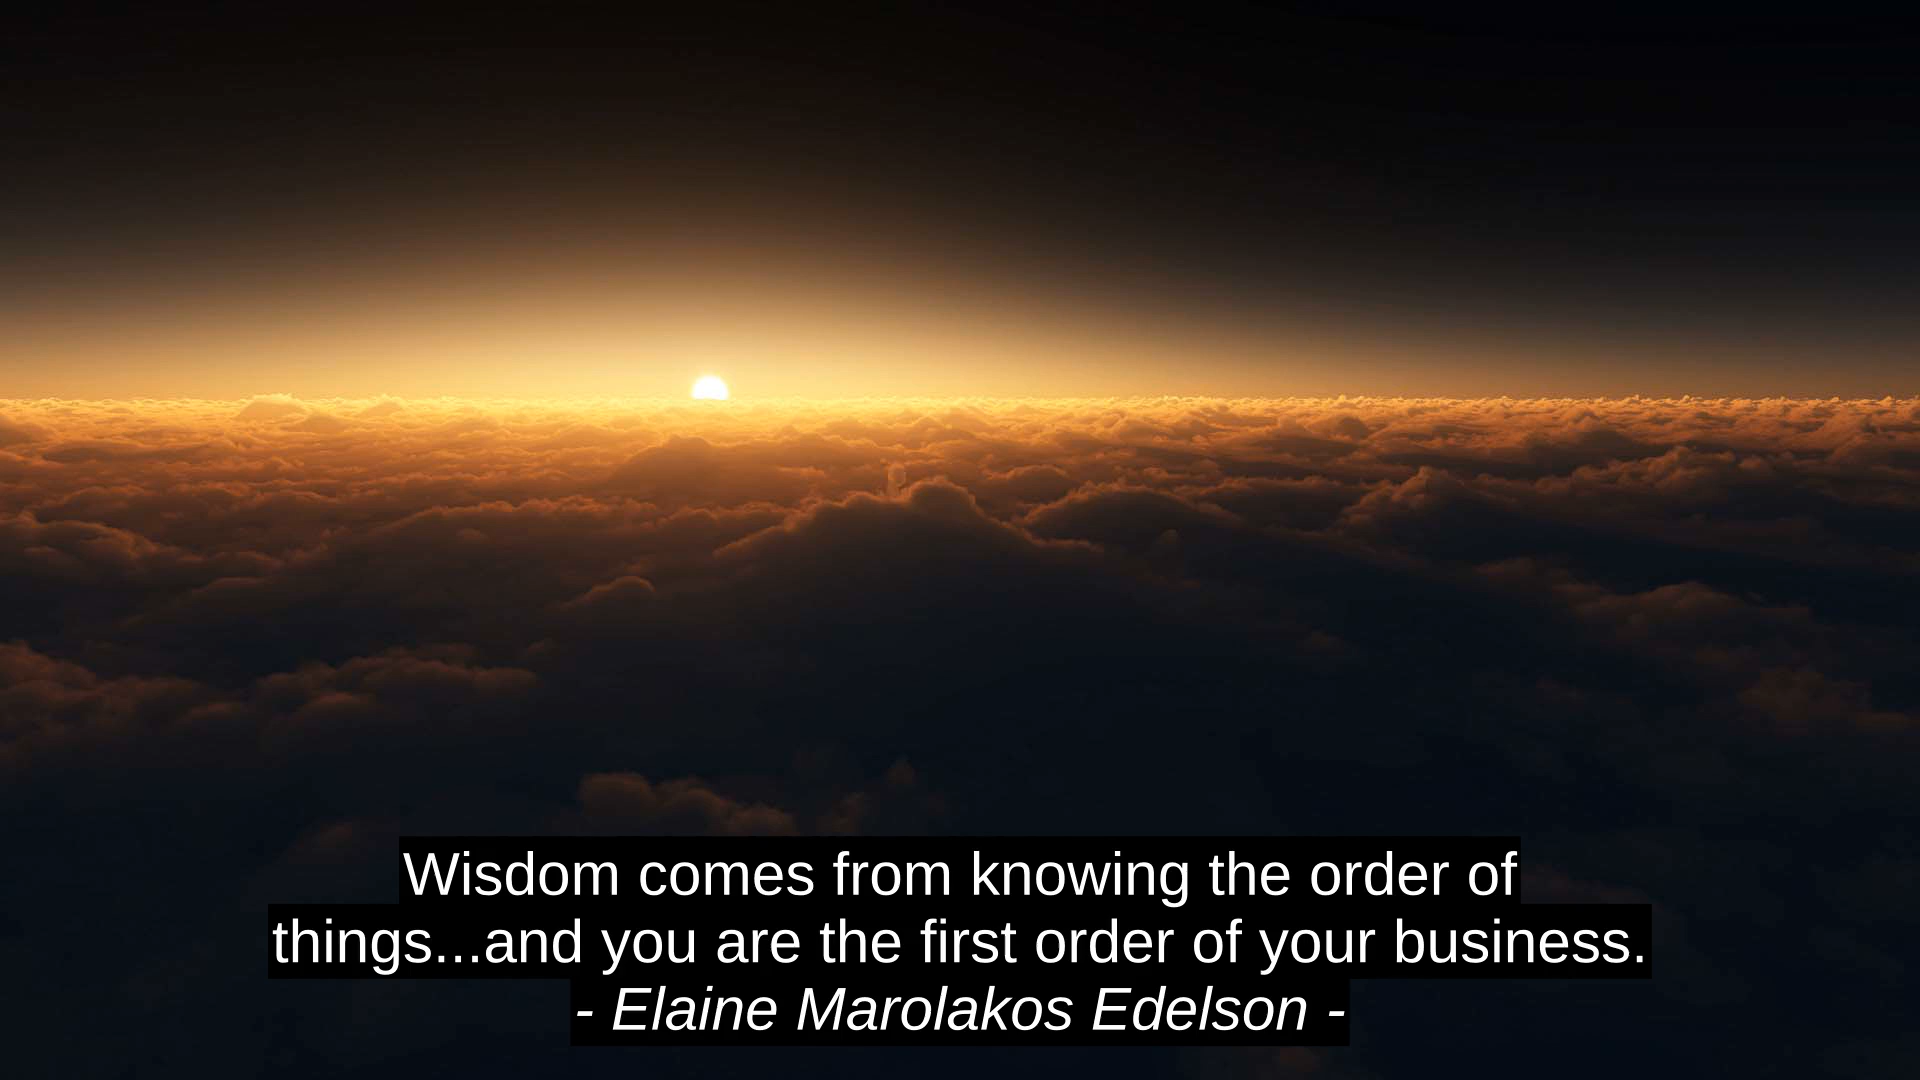 Wisdom comes from knowing the order of
things...and you are the first order of your business.
- Elaine Marolakos Edelson -